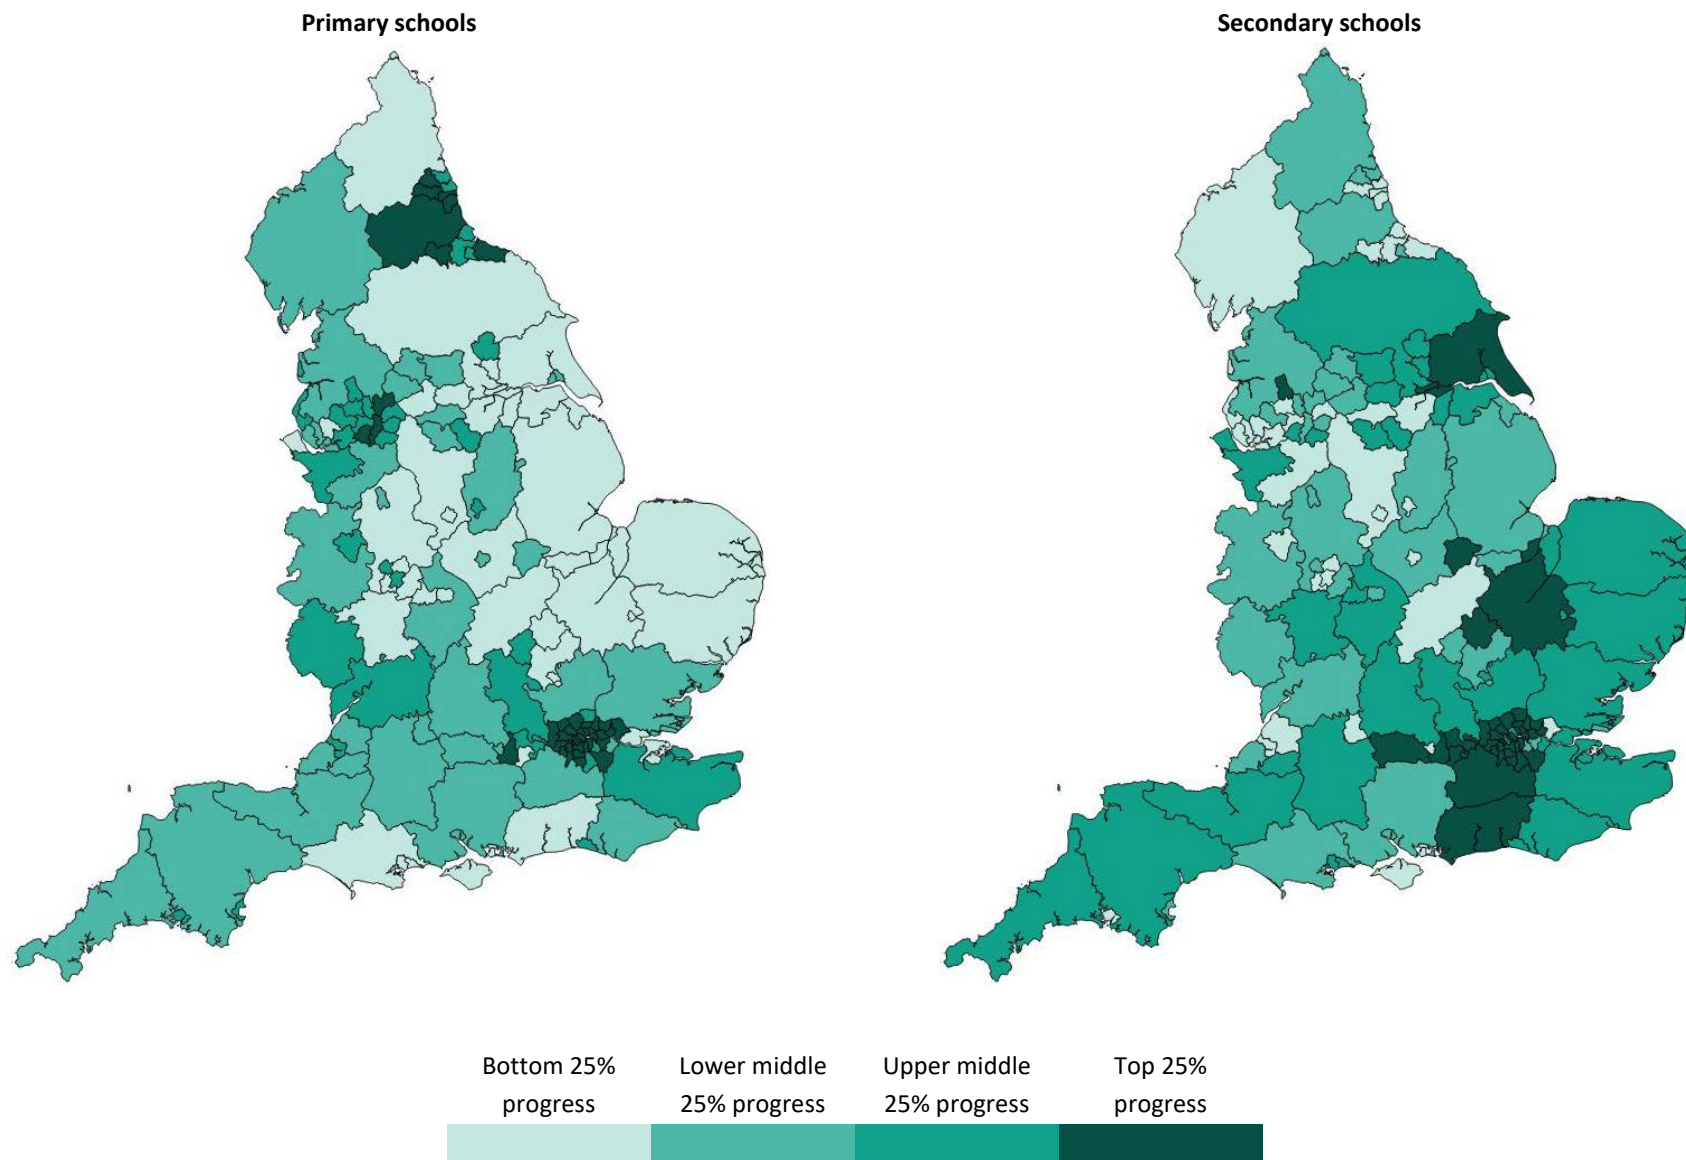 Primary schools
Secondary schools
Bottom 25%
progress
Lower middle
25% progress
Upper middle
25% progress
Top 25%
progress